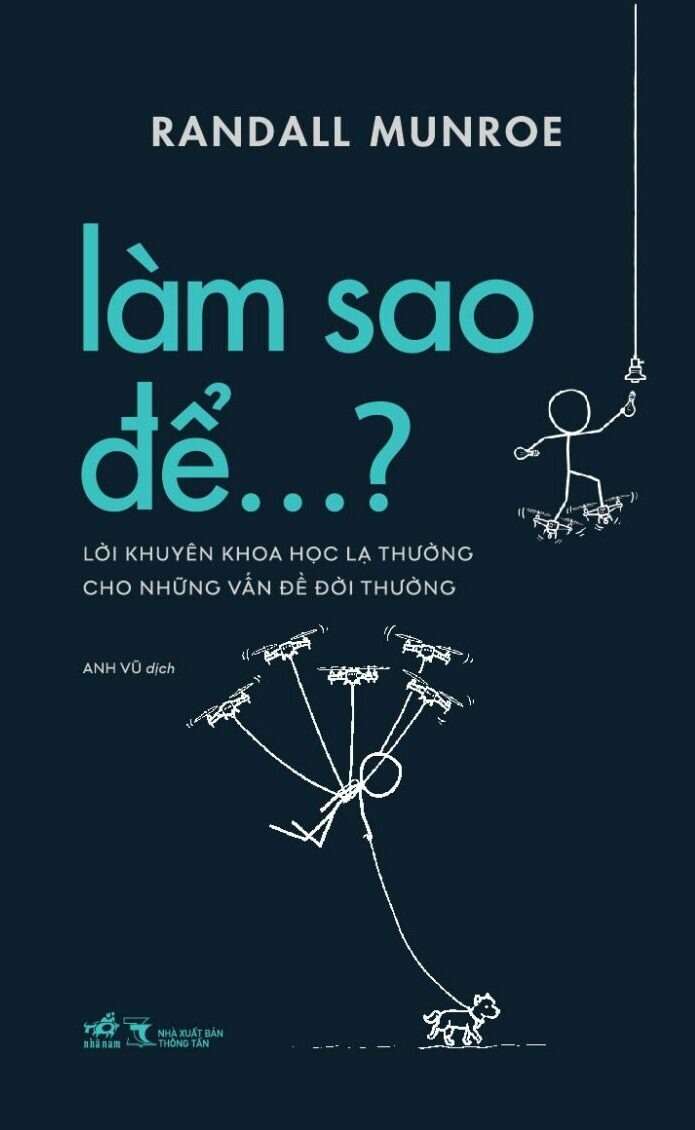 RANDALL MUNROE
làm sao
để...?
LỜI KHUYÊN KHOA HỌC LẠ THƯỜNG
CHO NHỮNG VẤN ĐỀ ĐỜI THƯỜNG
ANH VŨ dịch
nhã nam
NHÀ XUẤT BẢN
THÔNG TẤN